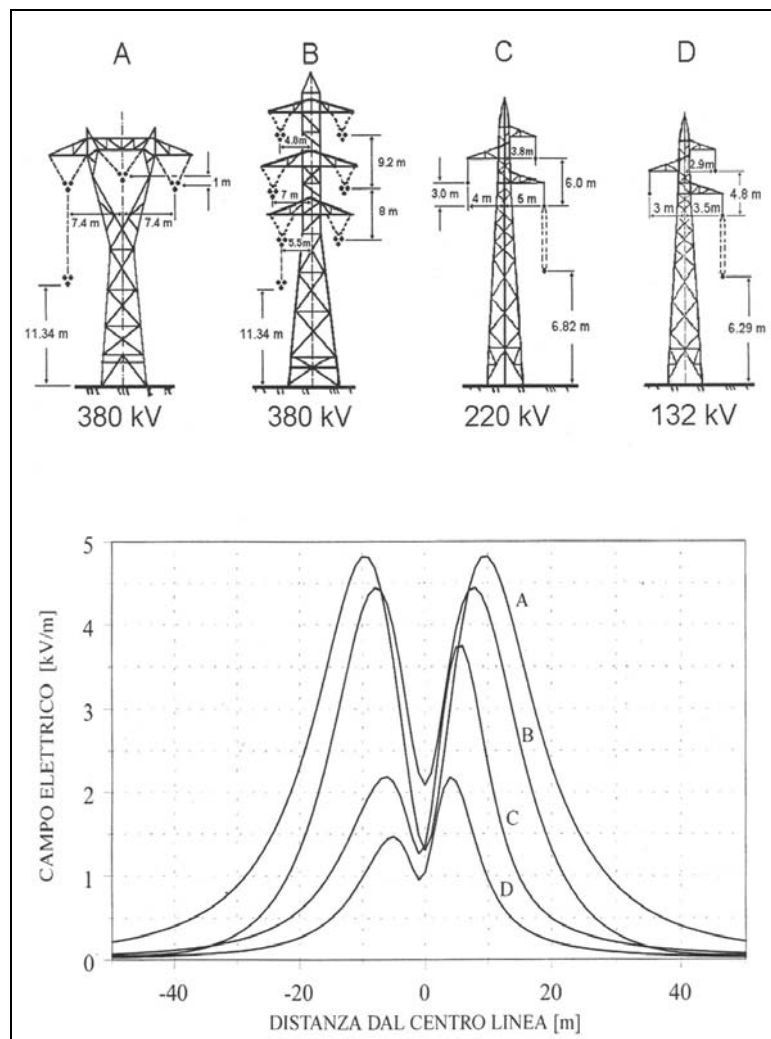 A B C D
4.8m
9.2 m
7 m
8 m
5.5m
1 m
7.4 m 7.4 m
11.34 m
11.34 m
3.8m
6.0 m
3.0 m
4 m 5 m
6.82 m
2.9m
4.8 m
3 m 3.5m
6.29 m
380 kV 380 kV 220 kV 132 kV
CAMPO ELETTRICO [kV/m]
5
4
3
2
1
0
A
B
C
D
-40 -20 0 20 40
DISTANZA DAL CENTRO LINEA [m]